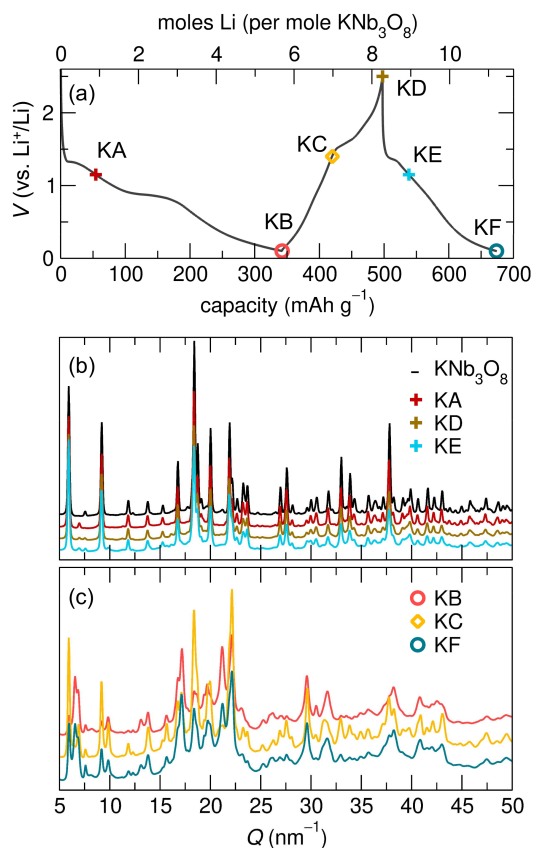 moles Li (per mole KNb₃O₈)
0 2 4 6 8 10
(a)
KA
KB
KC
KD
KE
KF
V (vs. Li⁺/Li)
2
1
0
0 100 200 300 400 500 600 700
capacity (mAh g⁻¹)
(b)
KNb₃O₈
KA
KD
KE
(c)
KB
KC
KF
5 10 15 20 25 30 35 40 45 50
Q (nm⁻¹)